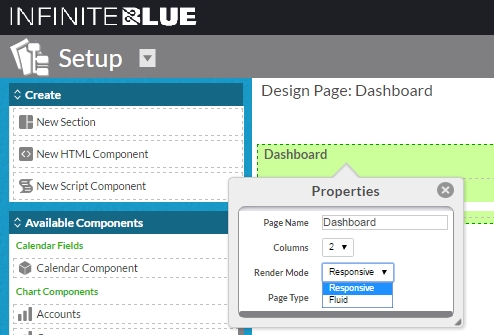 INFINITEBLUE
Setup
Create
New Section
New HTML Component
New Script Component
Available Components
Calendar Fields
Calendar Component
Chart Components
Accounts
Design Page: Dashboard
Dashboard
Properties
Page Name Dashboard
Columns 2
Render Mode Responsive
Responsive
Page Type Fluid